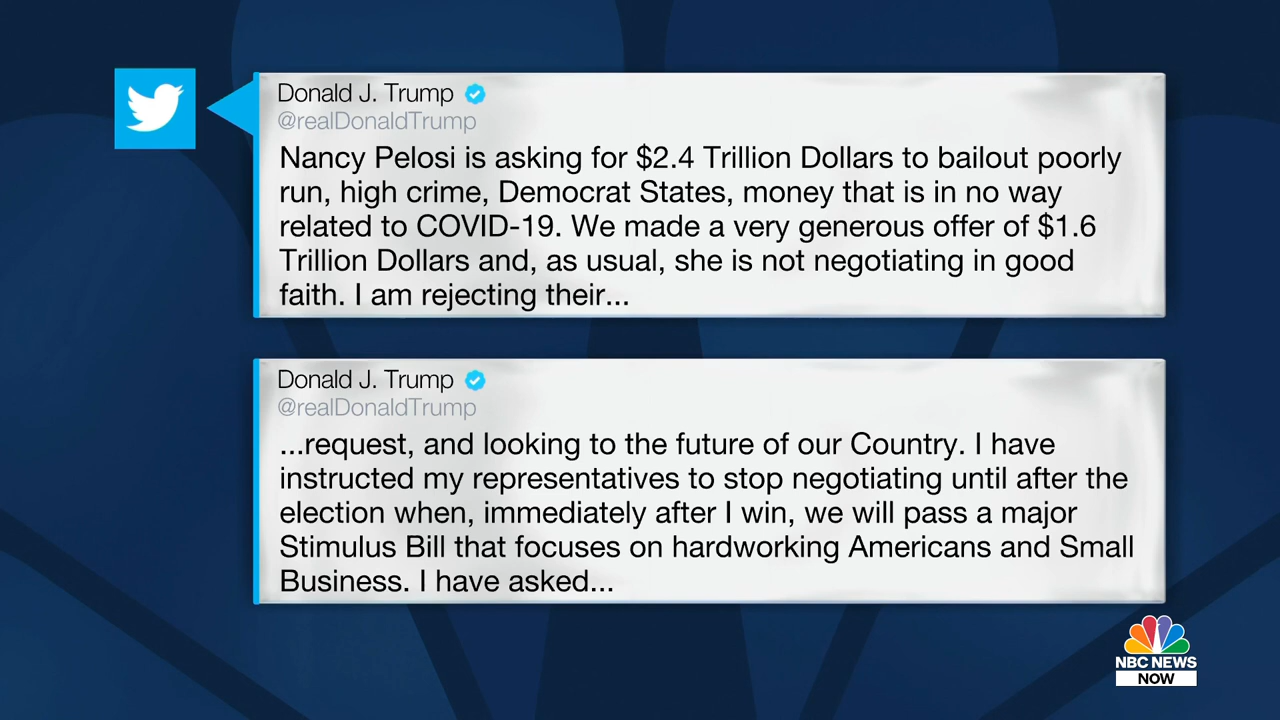 Donald J. Trump
@realDonaldTrump
Nancy Pelosi is asking for $2.4 Trillion Dollars to bailout poorly
run, high crime, Democrat States, money that is in no way
related to COVID-19. We made a very generous offer of $1.6
Trillion Dollars and, as usual, she is not negotiating in good
faith. I am rejecting their...
Donald J. Trump
@realDonaldTrump
...request, and looking to the future of our Country. I have
instructed my representatives to stop negotiating until after the
election when, immediately after I win, we will pass a major
Stimulus Bill that focuses on hardworking Americans and Small
Business. I have asked...
NBC NEWS
NOW